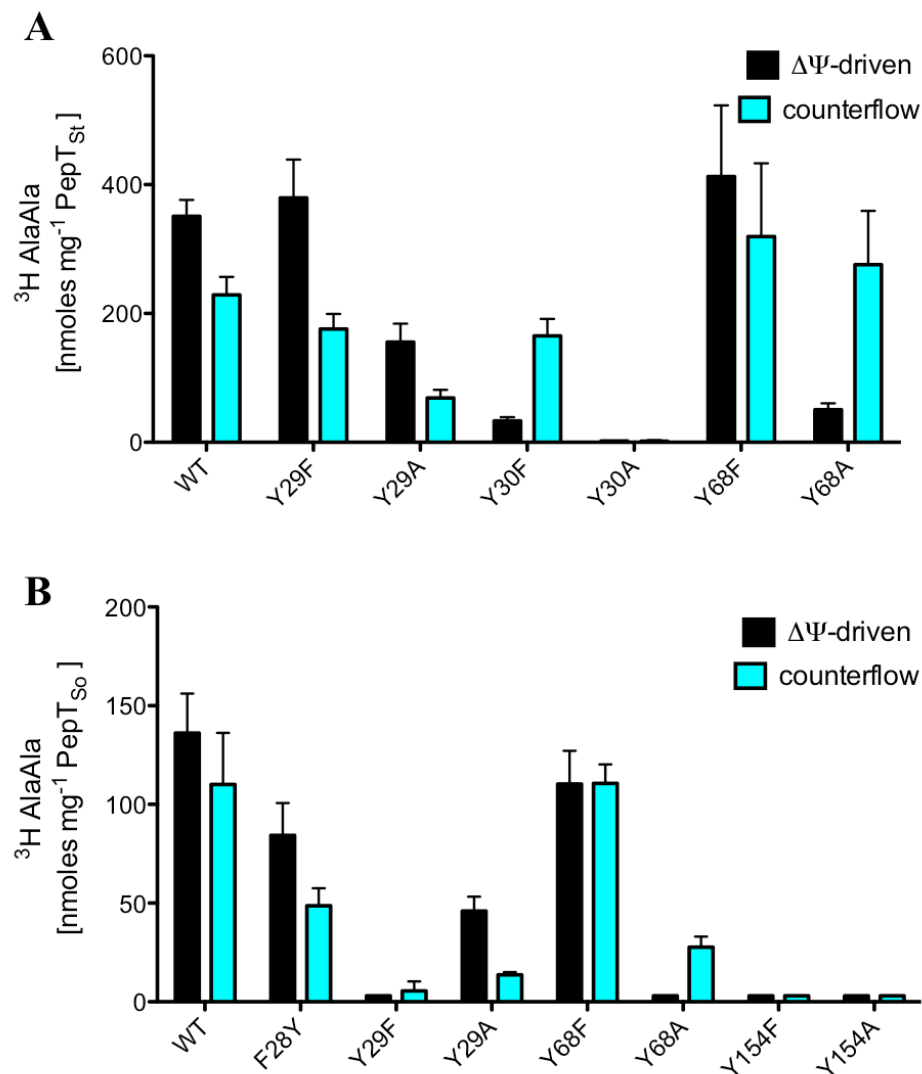 A
600
400
200
0
³H AlaAla
[nmoles mg⁻¹ PepT_St]
ΔΨ-driven
counterflow
WT
Y29F
Y29A
Y30F
Y30A
Y68F
Y68A
B
200
150
100
50
0
³H AlaAla
[nmoles mg⁻¹ PepT_So]
ΔΨ-driven
counterflow
WT
F28Y
Y29F
Y29A
Y68F
Y68A
Y154F
Y154A